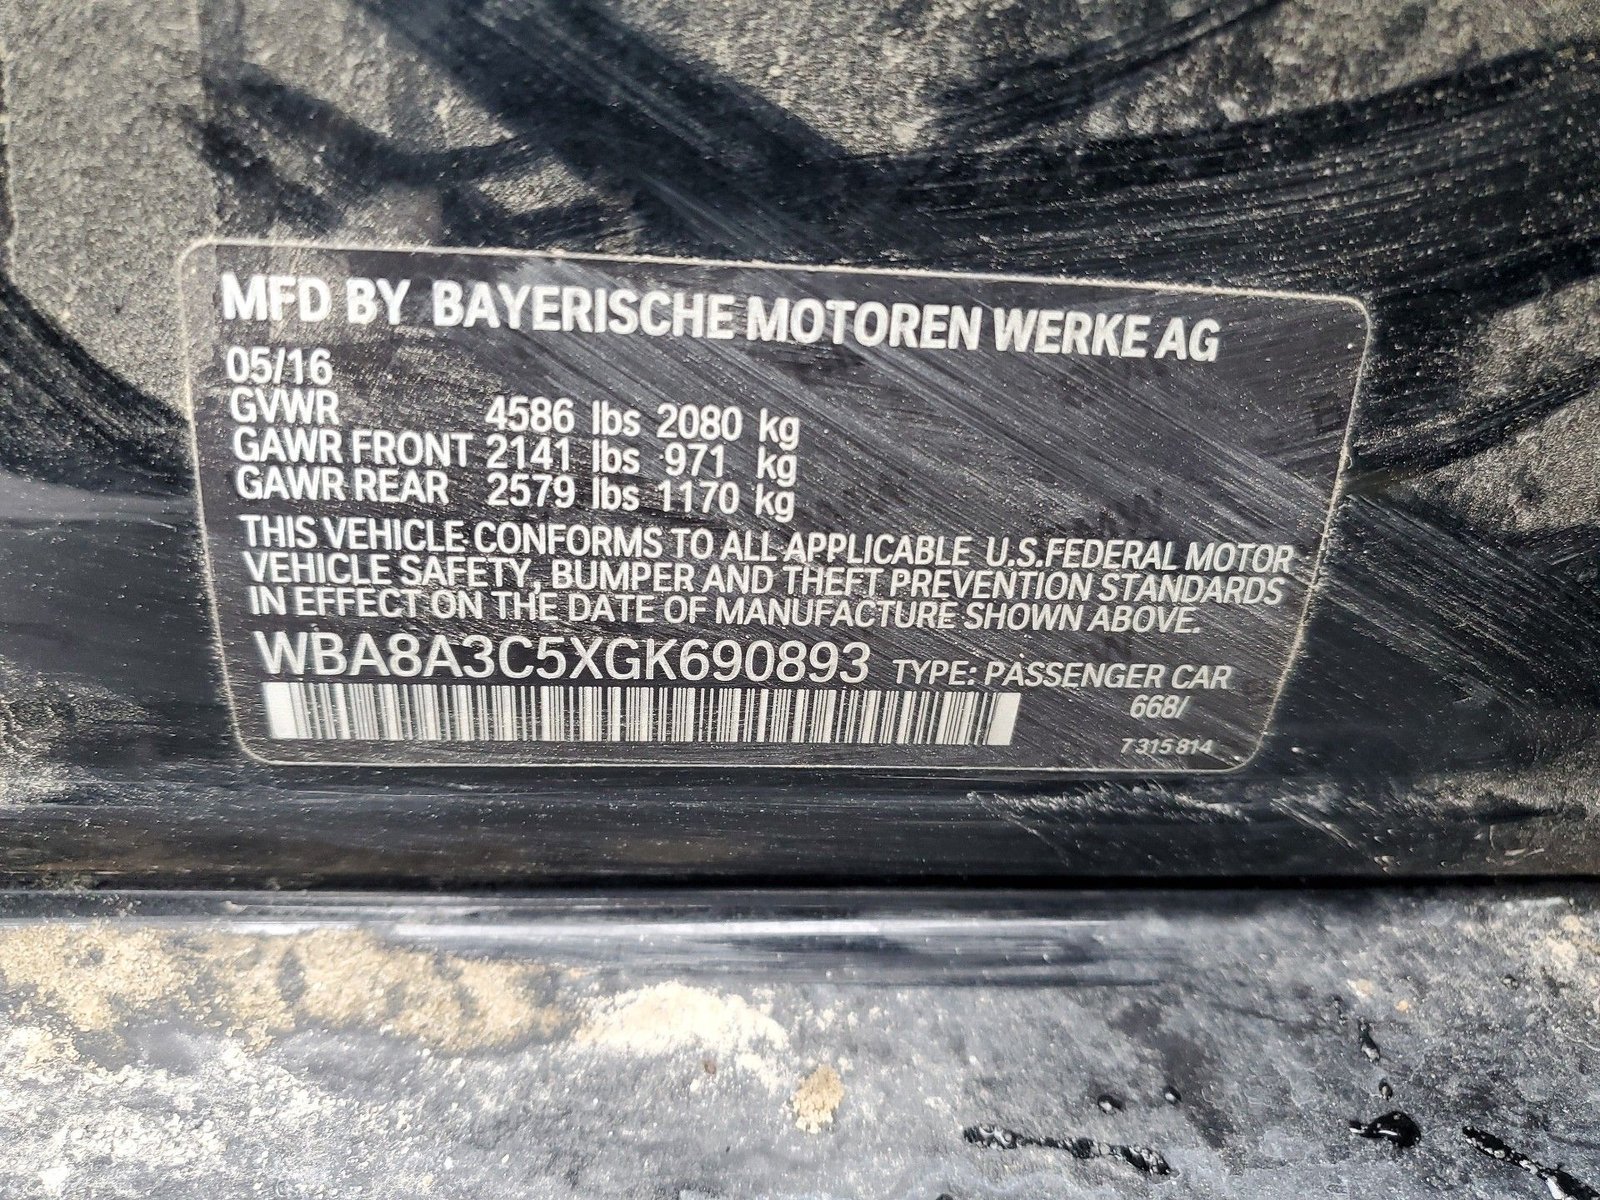 MFD BY BAYERISCHE MOTOREN WERKE AG
05/16
GVWR 4586 lbs 2080 kg
GAWR FRONT 2141 lbs 971 kg
GAWR REAR 2579 lbs 1170 kg
THIS VEHICLE CONFORMS TO ALL APPLICABLE U.S.FEDERAL MOTOR
VEHICLE SAFETY, BUMPER AND THEFT PREVENTION STANDARDS
IN EFFECT ON THE DATE OF MANUFACTURE SHOWN ABOVE.
WBA8A3C5XGK690893 TYPE: PASSENGER CAR
668/
7 315 814